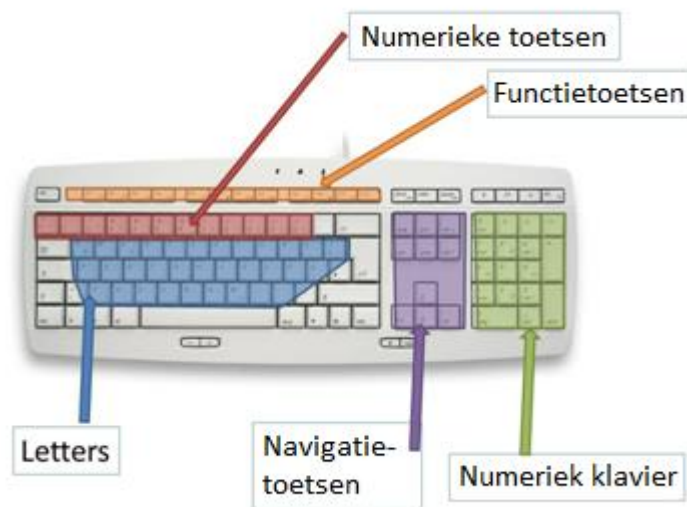 Numerieke toetsen
Functietoetsen
Letters
Navigatie-
toetsen
Numeriek klavier